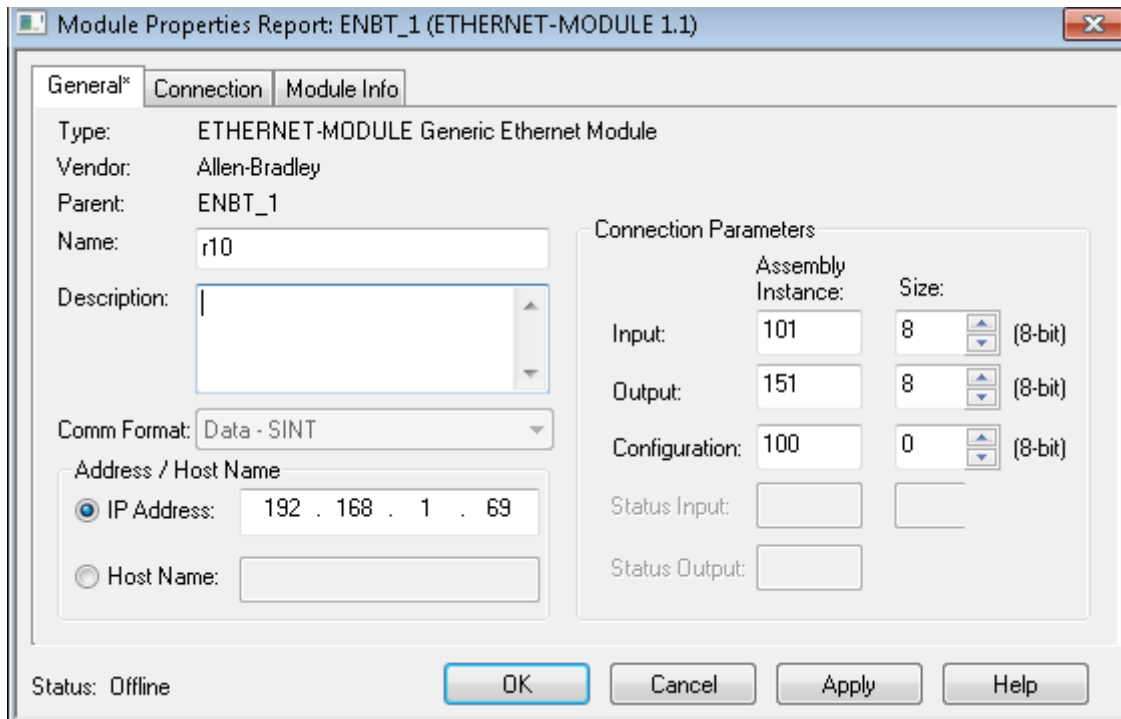 Module Properties Report: ENBT_1 (ETHERNET-MODULE 1.1)
General* Connection Module Info
Type: ETHERNET-MODULE Generic Ethernet Module
Vendor: Allen-Bradley
Parent: ENBT_1
Name: r10
Description:
Comm Format: Data - SINT
Address / Host Name
IP Address: 192 . 168 . 1 . 69
Host Name:
Connection Parameters
Assembly
Instance: Size:
Input: 101 8 (8-bit)
Output: 151 8 (8-bit)
Configuration: 100 0 (8-bit)
Status Input:
Status Output:
Status: Offline OK Cancel Apply Help